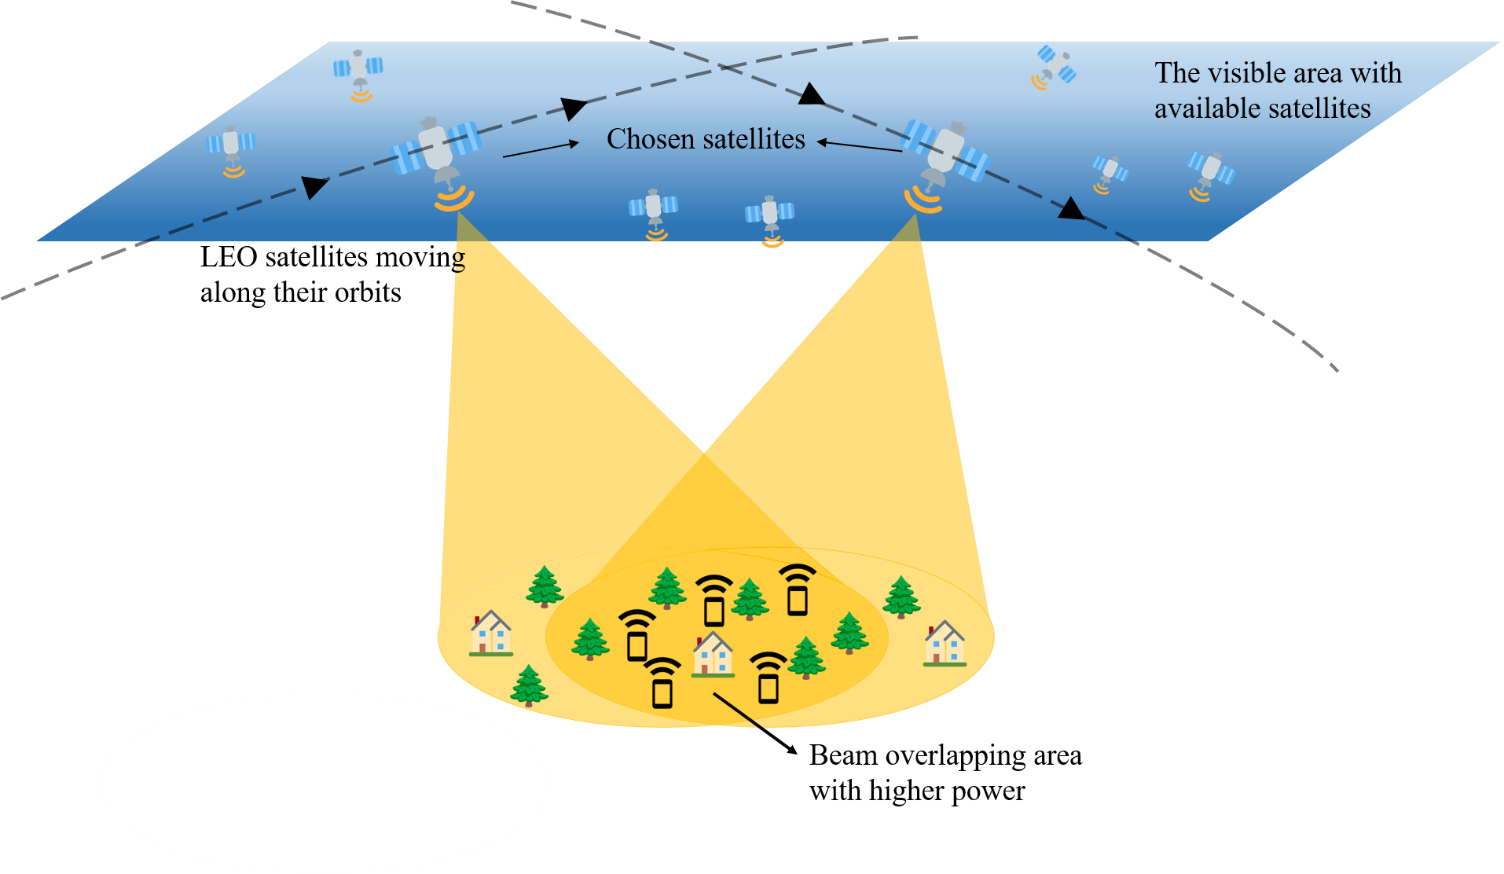 The visible area with
available satellites
Chosen satellites
LEO satellites moving
along their orbits
Beam overlapping area
with higher power